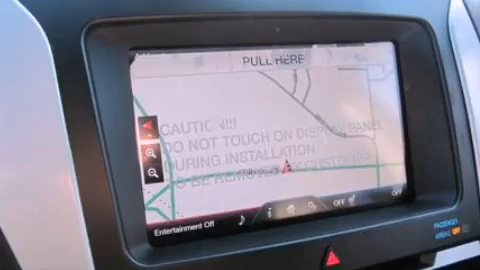 PULL HERE
CAUTION!!!
DO NOT TOUCH ON DISPLAY PANEL
DURING INSTALLATION.
TO BE REMOVED BY CUSTOMER
OFF
OFF
Entertainment Off
PASSENGER
AIRBAG OFF